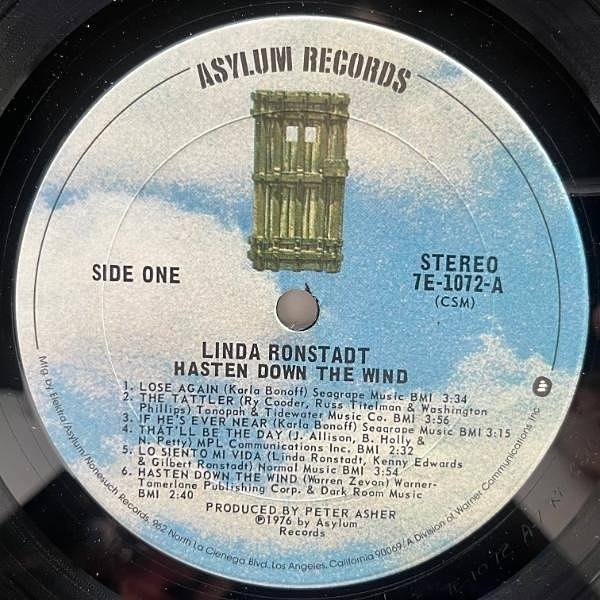 ASYLUM RECORDS
SIDE ONE
STEREO
7E-1072-A
(CSM)
LINDA RONSTADT
HASTEN DOWN THE WIND
1. LOSE AGAIN (Karla Bonoff) Seagrape Music BMI 3:34
2. THE TATTLER (Ry Cooder, Russ Titelman & Washington
Phillips) Tonopah & Tidewater Music Co. BMI 3:56
3. IF HE'S EVER NEAR (Karla Bonoff) Seagrape Music BMI 3:15
4. THAT'LL BE THE DAY (J. Allison, B. Holly &
N. Petty) MPL Communications Inc. BMI 2:32
5. LO SIENTO MI VIDA (Linda Ronstadt, Kenny Edwards
& Gilbert Ronstadt) Normal Music BMI 3:54
6. HASTEN DOWN THE WIND (Warren Zevon) Warner-
Tamerlane Publishing Corp. & Dark Room Music
BMI 2:40
PRODUCED BY PETER ASHER
℗1976 by Asylum
Records
Mfg. by Elektra/Asylum/Nonesuch Records, 962 North La Cienega Blvd., Los Angeles, California 90069/A Division of Warner Communications Inc.